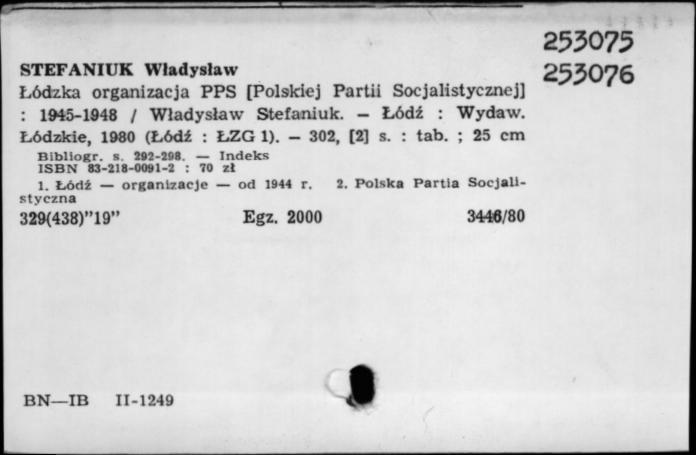 253075
STEFANIUK Władysław
253076
Łódzka organizacja PPS [Polskiej Partii Socjalistycznej]
: 1945-1948 / Władysław Stefaniuk. — Łódź : Wydaw.
Łódzkie, 1980 (Łódź : ŁZG 1). — 302, [2] s. : tab. ; 25 cm
Bibliogr. s. 292-298. — Indeks
ISBN 83-218-0091-2 : 70 zł
1. Łódź — organizacje — od 1944 r. 2. Polska Partia Socjali-
styczna
329(438)”19” Egz. 2000 3446/80
BN—IB II-1249